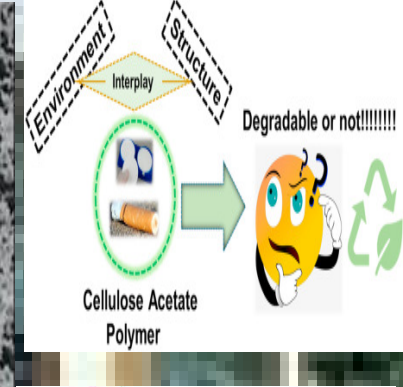 Environment
Structure
Interplay
Degradable or not!!!!!!!!
??
Cellulose Acetate
Polymer